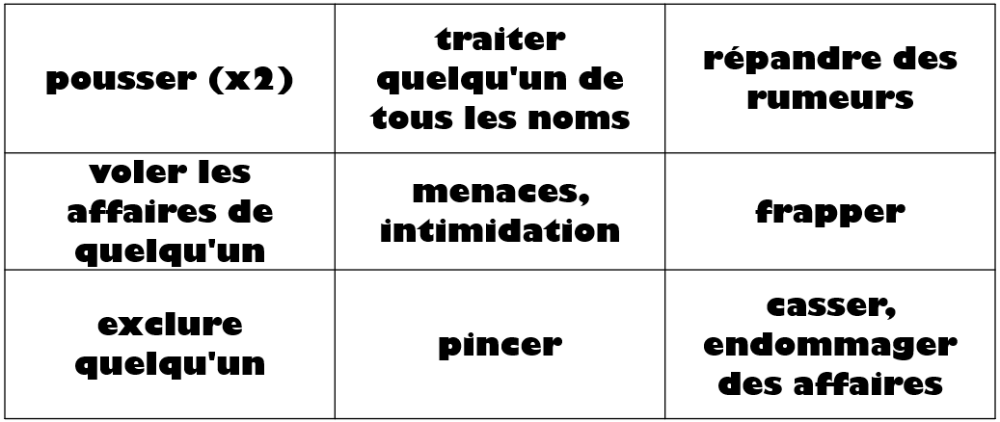 pousser (x2)
traiter
quelqu'un de
tous les noms
répandre des
rumeurs
voler les
affaires de
quelqu'un
menaces,
intimidation
frapper
exclure
quelqu'un
pincer
casser,
endommager
des affaires